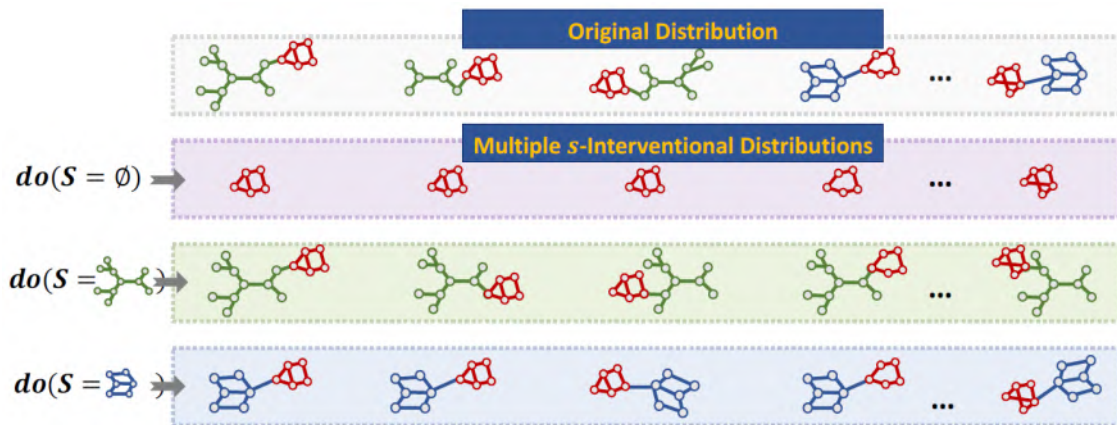 Original Distribution
...
Multiple s-Interventional Distributions
do(S = ∅)
...
do(S = )
...
do(S = )
...